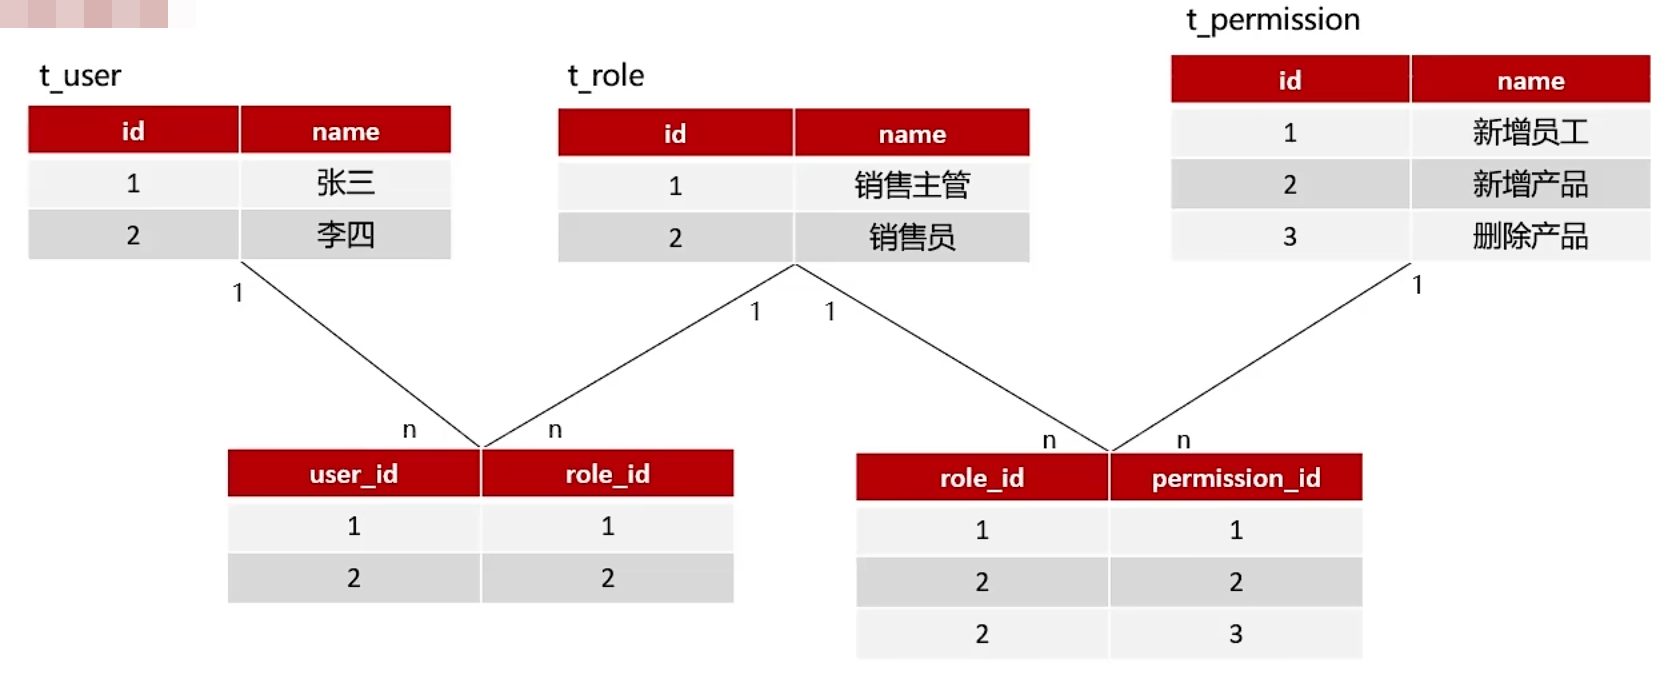 t_user
id name
1 张三
2 李四
t_role
id name
1 销售主管
2 销售员
t_permission
id name
1 新增员工
2 新增产品
3 删除产品
1
1
1
1
n
n
n
n
user_id role_id
1 1
2 2
role_id permission_id
1 1
2 2
2 3